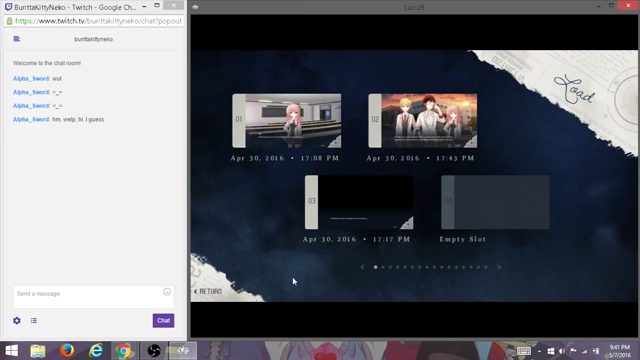 BurittaKittyNeko - Twitch - Google Ch...
https://www.twitch.tv/burittakittyneko/chat?popout
burittakittyneko
Welcome to the chat room!
Alpha_Sword: wut
Alpha_Sword: >_>
Alpha_Sword: <_<
Alpha_Sword: hm, welp, hi, I guess
Send a message
Chat
Lucid9
Load
01
Apr 30, 2016 • 17:08 PM
02
Apr 30, 2016 • 17:43 PM
03
Apr 30, 2016 • 17:17 PM
04
Empty Slot
< RETURN
9:41 PM
5/7/2016